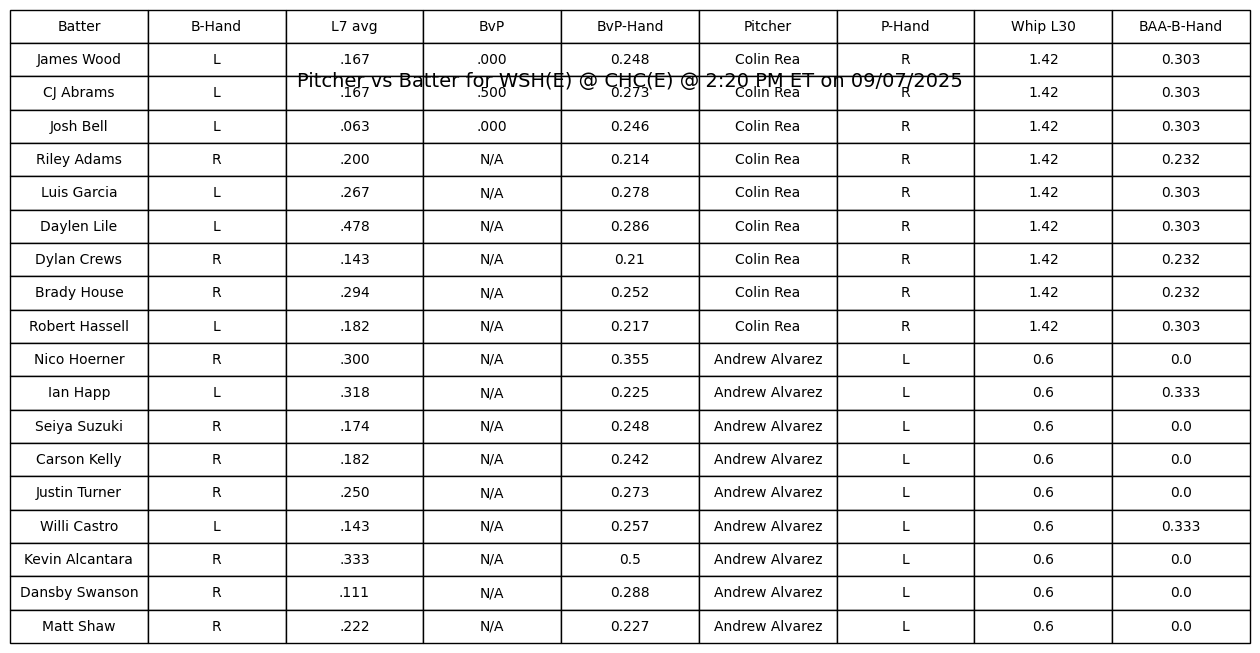 Batter B-Hand L7 avg BvP BvP-Hand Pitcher P-Hand Whip L30 BAA-B-Hand
James Wood L .167 .000 0.248 Colin Rea R 1.42 0.303
Pitcher vs Batter for WSH(E) @ CHC(E) @ 2:20 PM ET on 09/07/2025
CJ Abrams L .167 .500 0.273 Colin Rea R 1.42 0.303
Josh Bell L .063 .000 0.246 Colin Rea R 1.42 0.303
Riley Adams R .200 N/A 0.214 Colin Rea R 1.42 0.232
Luis Garcia L .267 N/A 0.278 Colin Rea R 1.42 0.303
Daylen Lile L .478 N/A 0.286 Colin Rea R 1.42 0.303
Dylan Crews R .143 N/A 0.21 Colin Rea R 1.42 0.232
Brady House R .294 N/A 0.252 Colin Rea R 1.42 0.232
Robert Hassell L .182 N/A 0.217 Colin Rea R 1.42 0.303
Nico Hoerner R .300 N/A 0.355 Andrew Alvarez L 0.6 0.0
Ian Happ L .318 N/A 0.225 Andrew Alvarez L 0.6 0.333
Seiya Suzuki R .174 N/A 0.248 Andrew Alvarez L 0.6 0.0
Carson Kelly R .182 N/A 0.242 Andrew Alvarez L 0.6 0.0
Justin Turner R .250 N/A 0.273 Andrew Alvarez L 0.6 0.0
Willi Castro L .143 N/A 0.257 Andrew Alvarez L 0.6 0.333
Kevin Alcantara R .333 N/A 0.5 Andrew Alvarez L 0.6 0.0
Dansby Swanson R .111 N/A 0.288 Andrew Alvarez L 0.6 0.0
Matt Shaw R .222 N/A 0.227 Andrew Alvarez L 0.6 0.0